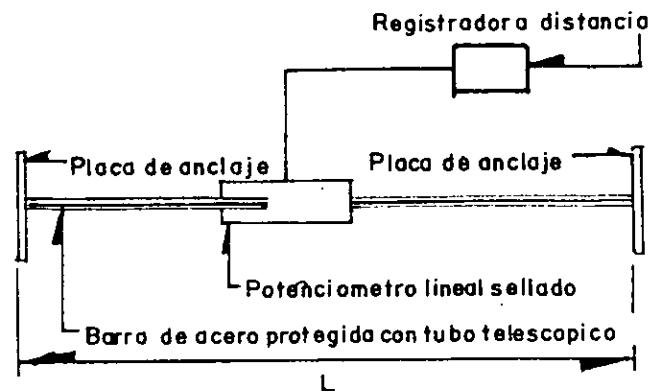 Registradora distancia
Placa de anclaje
Placa de anclaje
Potenciometro lineal sellado
Barra de acero protegida con tubo telescopico
L